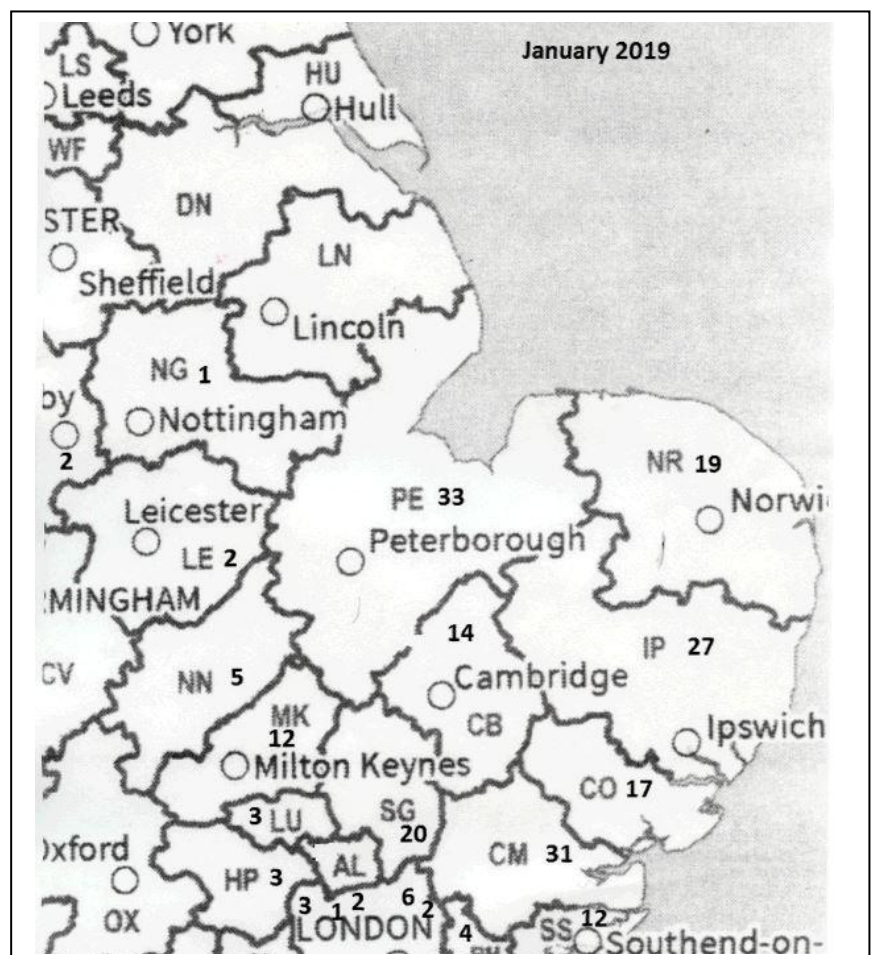 York
January 2019
LS
HU
Leeds
Hull
WF
DN
STER
LN
Sheffield
Lincoln
NG 1
by
Nottingham
2
NR 19
PE 33
Norwi
Leicester
Peterborough
LE 2
RMINGHAM
14
IP 27
CV
NN 5
Cambridge
MK
CB
12
Ipswich
Milton Keynes
CO 17
3 LU
SG
20
Oxford
CM 31
AL
HP 3
3
1
2
6
2
OX
LONDON
4
SS
12
Southend-on-